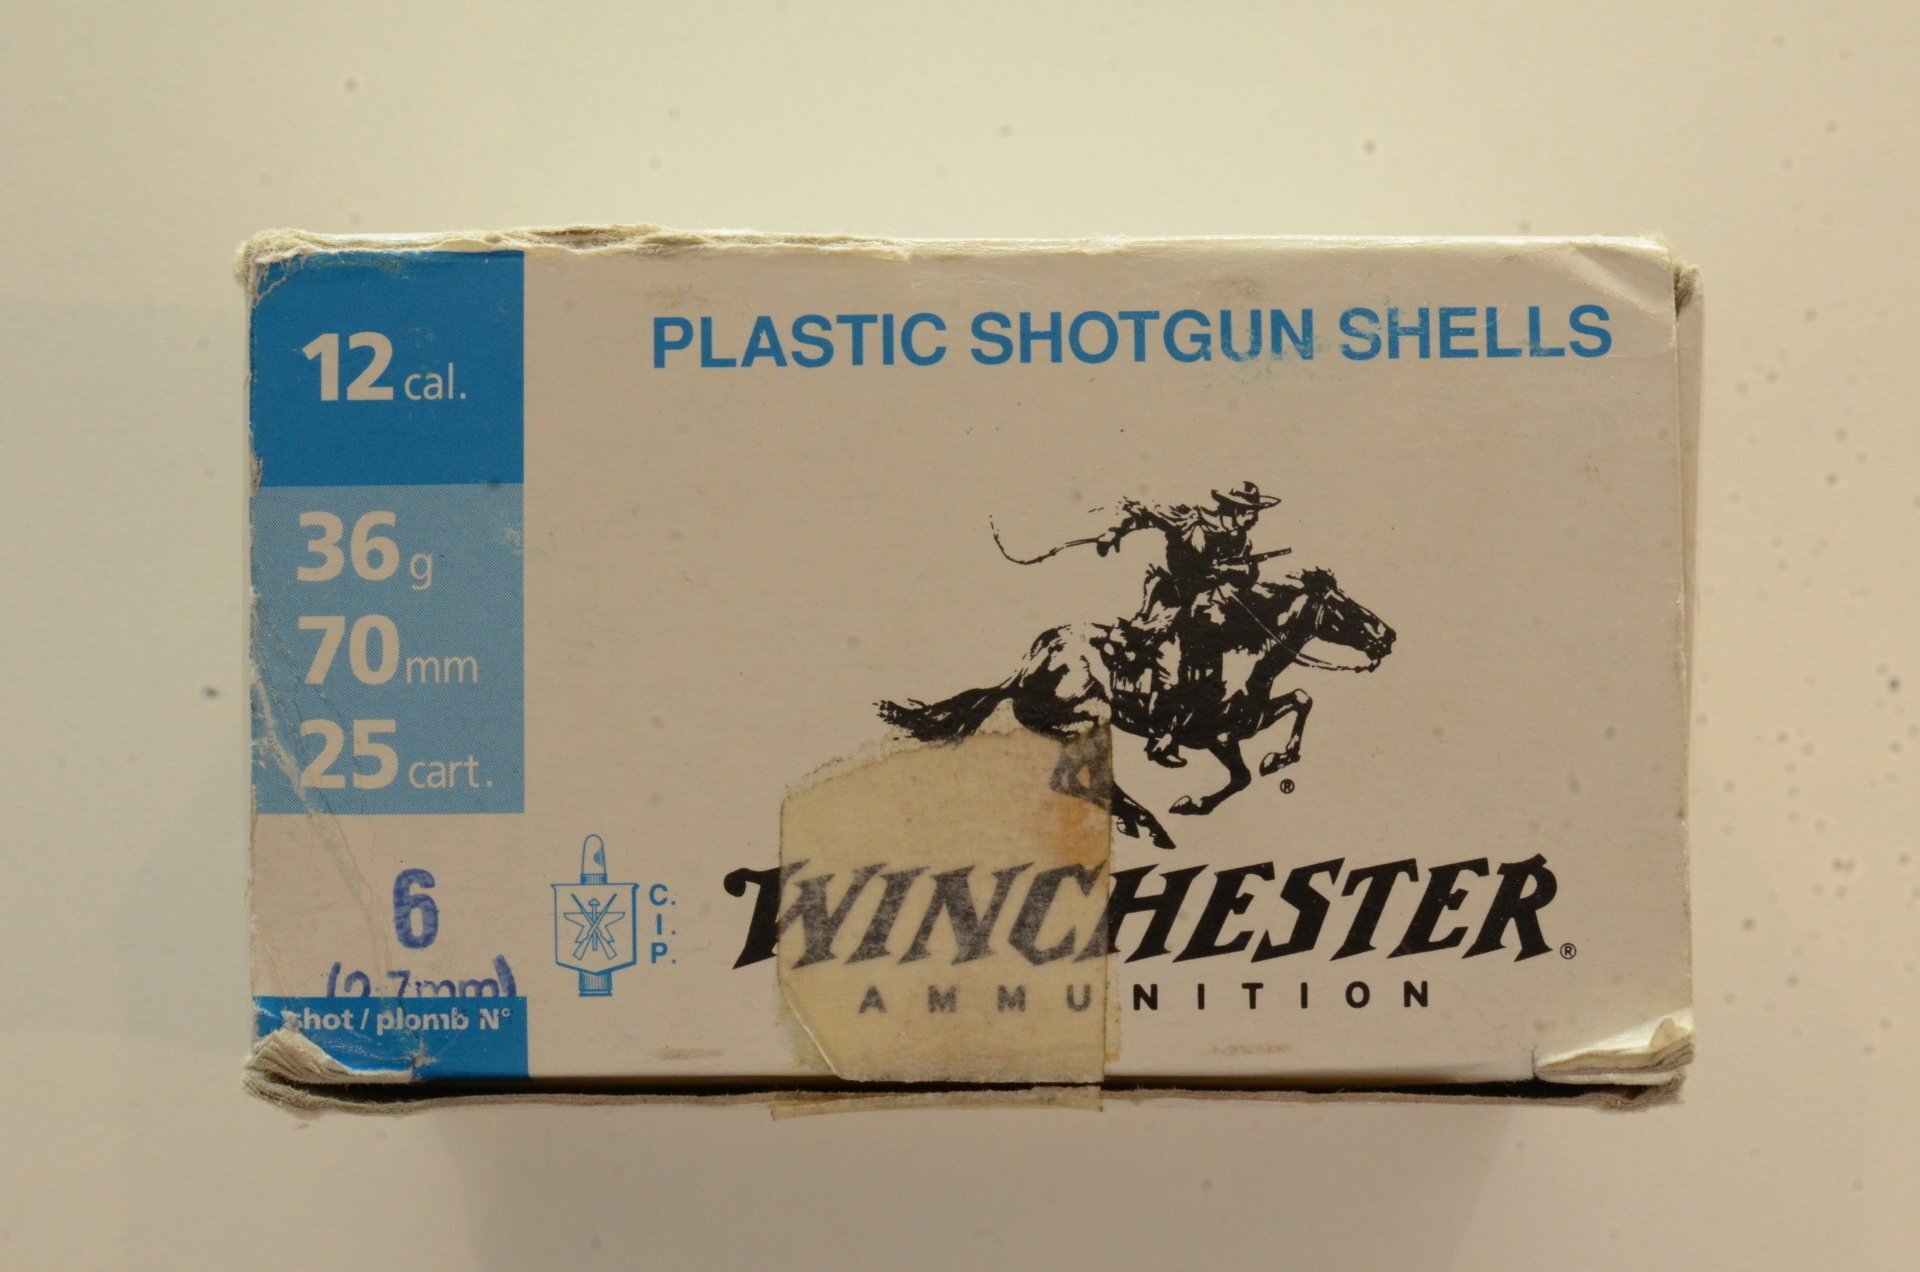 12 cal.
36 g
70 mm
25 cart.
6
(2.7mm)
shot / plomb N°
PLASTIC SHOTGUN SHELLS
®
C.
I.
P.
WINCHESTER®
AMMUNITION